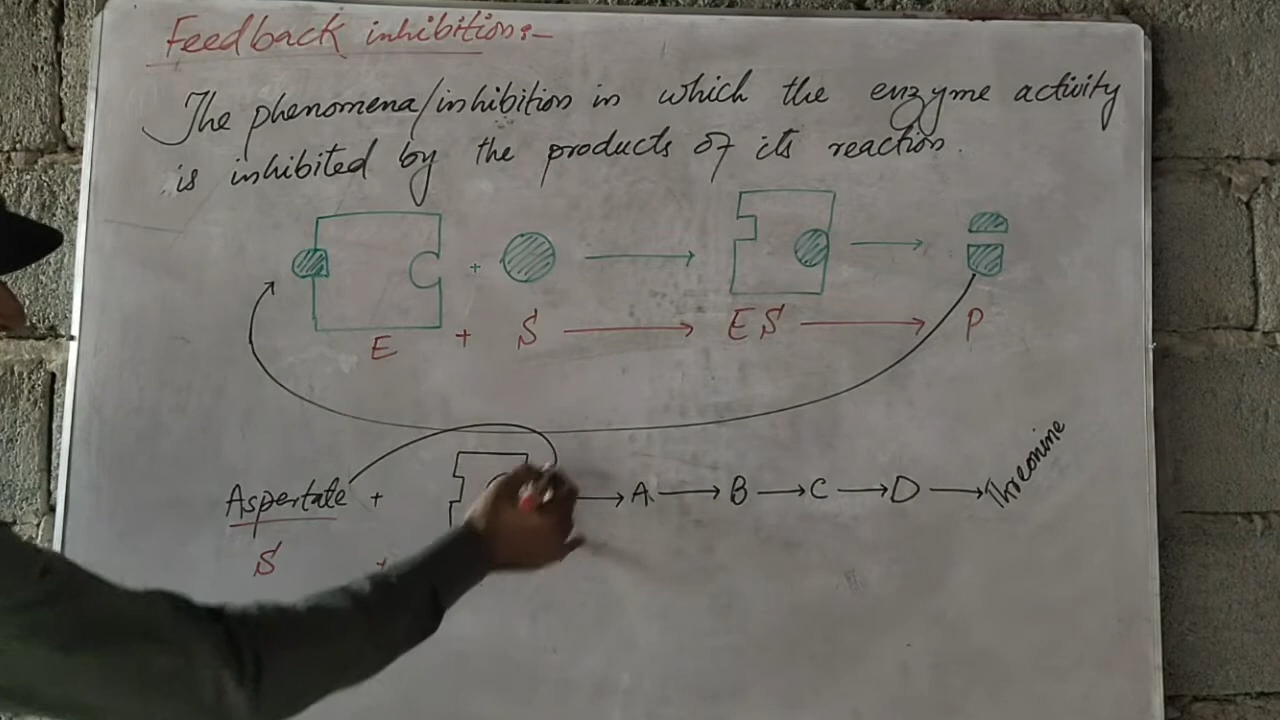 Feedback inhibition:-
The phenomena/inhibition in which the enzyme activity
is inhibited by the products of its reaction.
+
E + S ES P
Aspertate + A B C D Threonine
S +